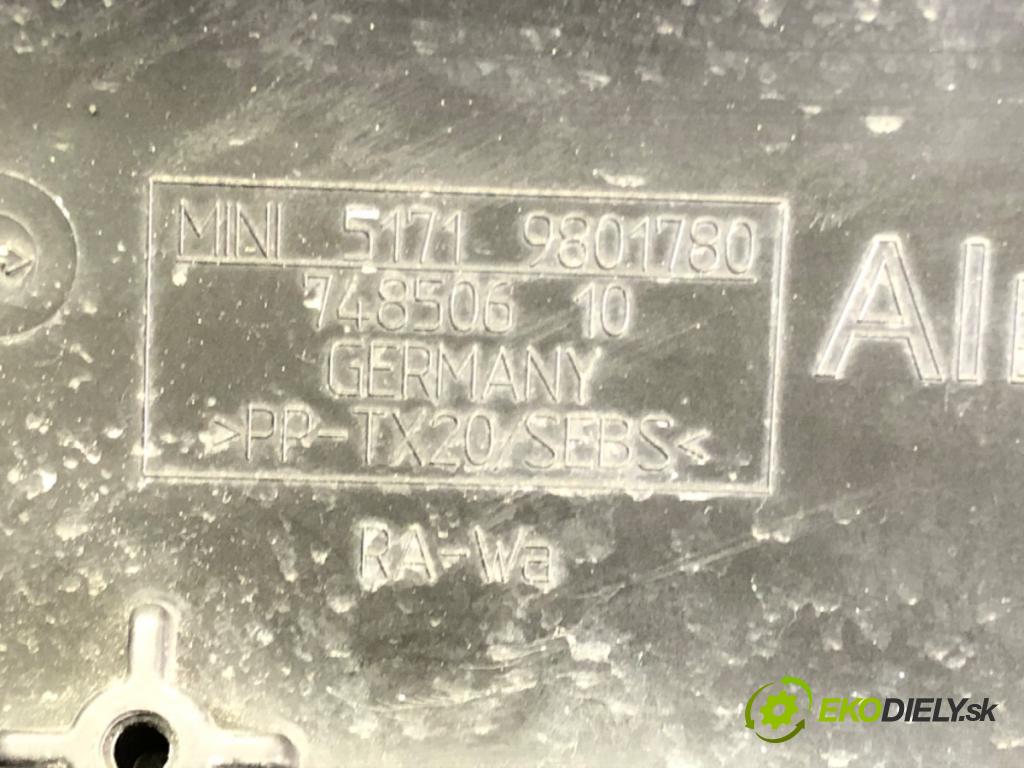 MINI 5171 9801780
748506 10
GERMANY
>PP-TX20/SEBS<
RA-Wa
EKODIELY.sk